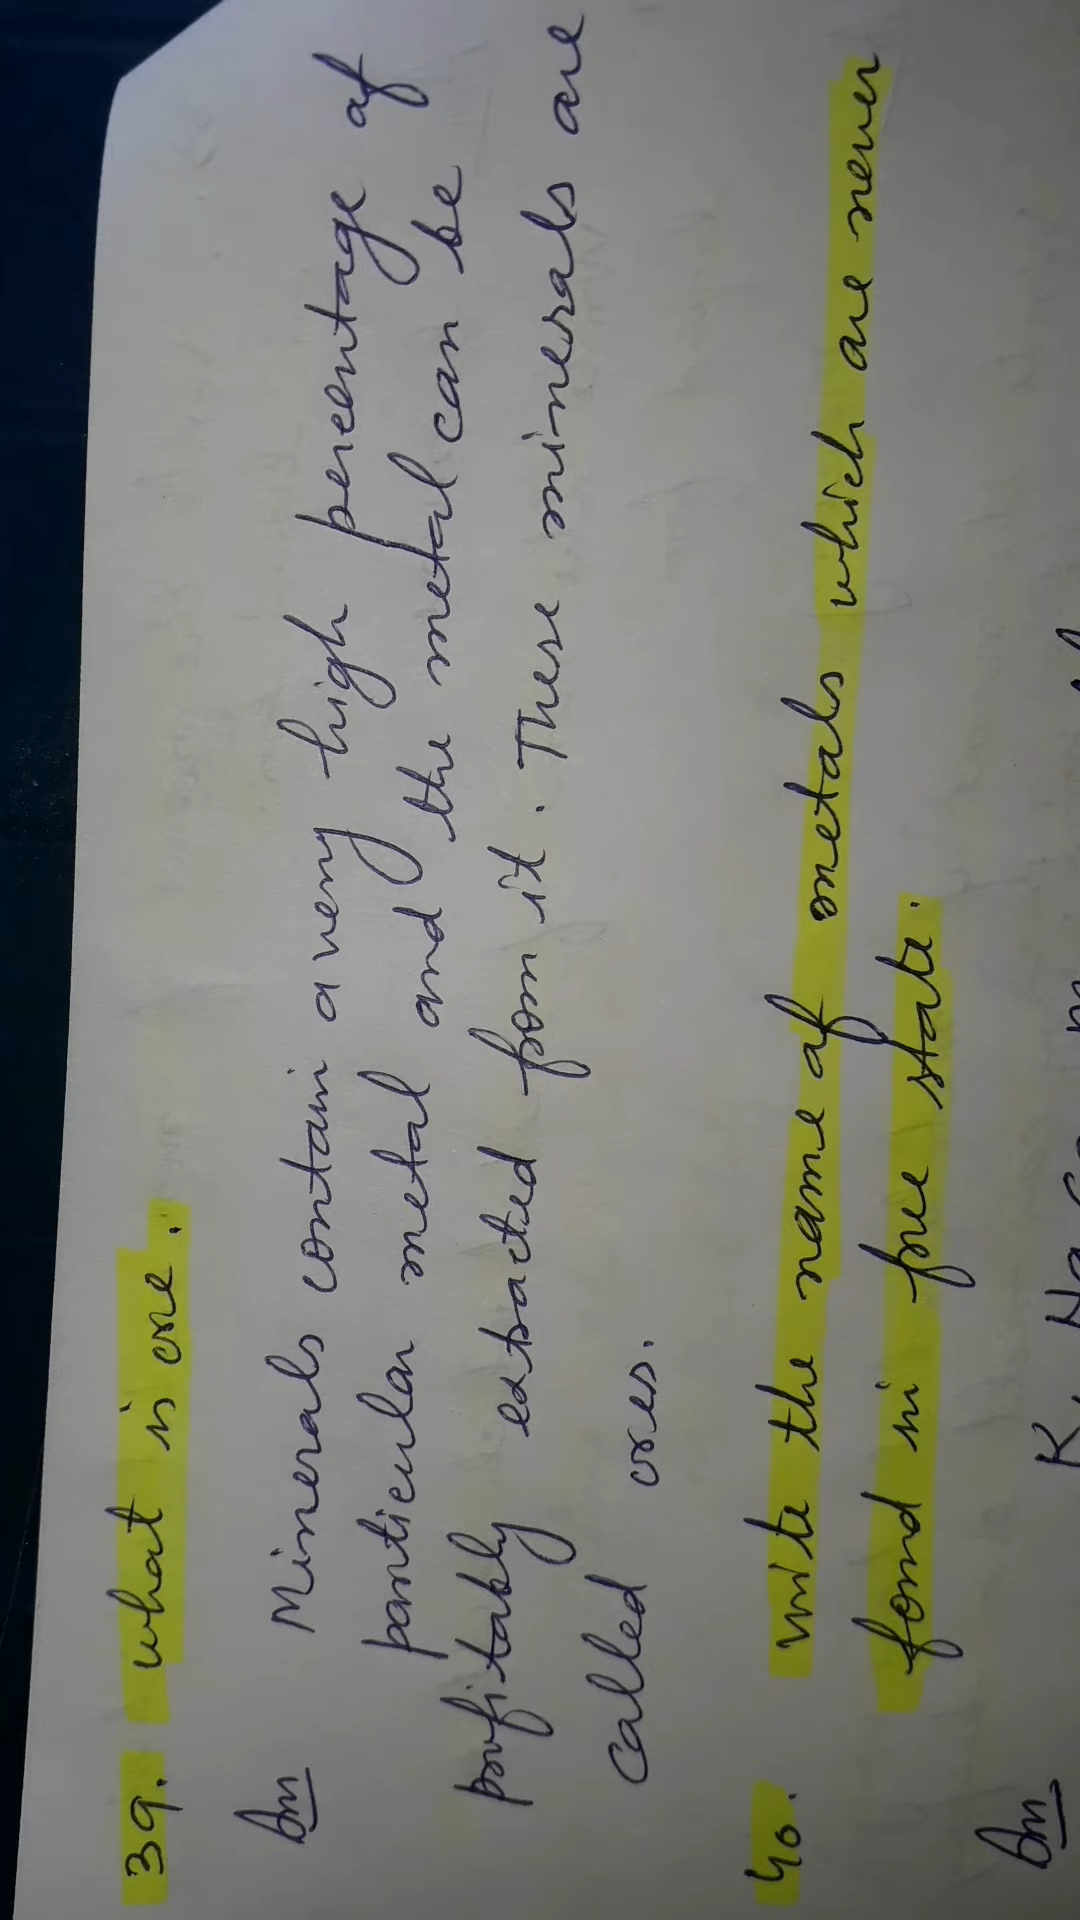 39. what is ore.
Ans Minerals contain a very high percentage of
particular metal and the metal can be
profitably extracted from it. These minerals are
called ores.
40. write the name of metals which are never
found in free state.
Ans K, Na, Ca, m